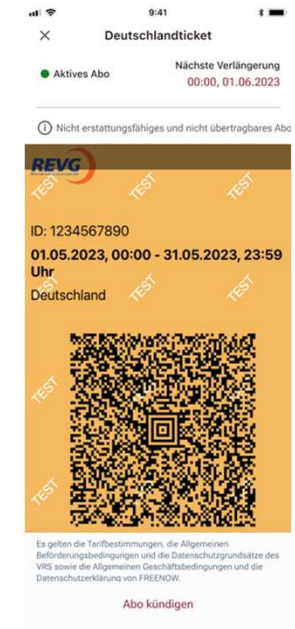 9:41
Deutschlandticket
Aktives Abo
Nächste Verlängerung
00:00, 01.06.2023
Nicht erstattungsfähiges und nicht übertragbares Abo
REVG
TEST TEST TEST
ID: 1234567890
01.05.2023, 00:00 - 31.05.2023, 23:59
Uhr
Deutschland
TEST TEST TEST
TEST
TEST
Es gelten die Tarifbestimmungen, die Allgemeinen
Beförderungsbedingungen und die Datenschutzgrundsätze des
VRS sowie die Allgemeinen Geschäftsbedingungen und die
Datenschutzerklärung von FREENOW.
Abo kündigen